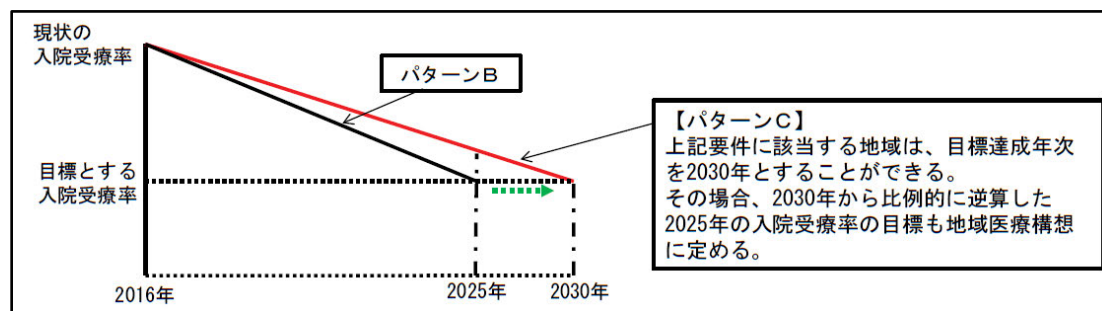 現状の
入院受療率
パターンB
【パターンC】
上記要件に該当する地域は、目標達成年次
を2030年とすることができる。
その場合、2030年から比例的に逆算した
2025年の入院受療率の目標も地域医療構想
に定める。
目標とする
入院受療率
2016年
2025年
2030年